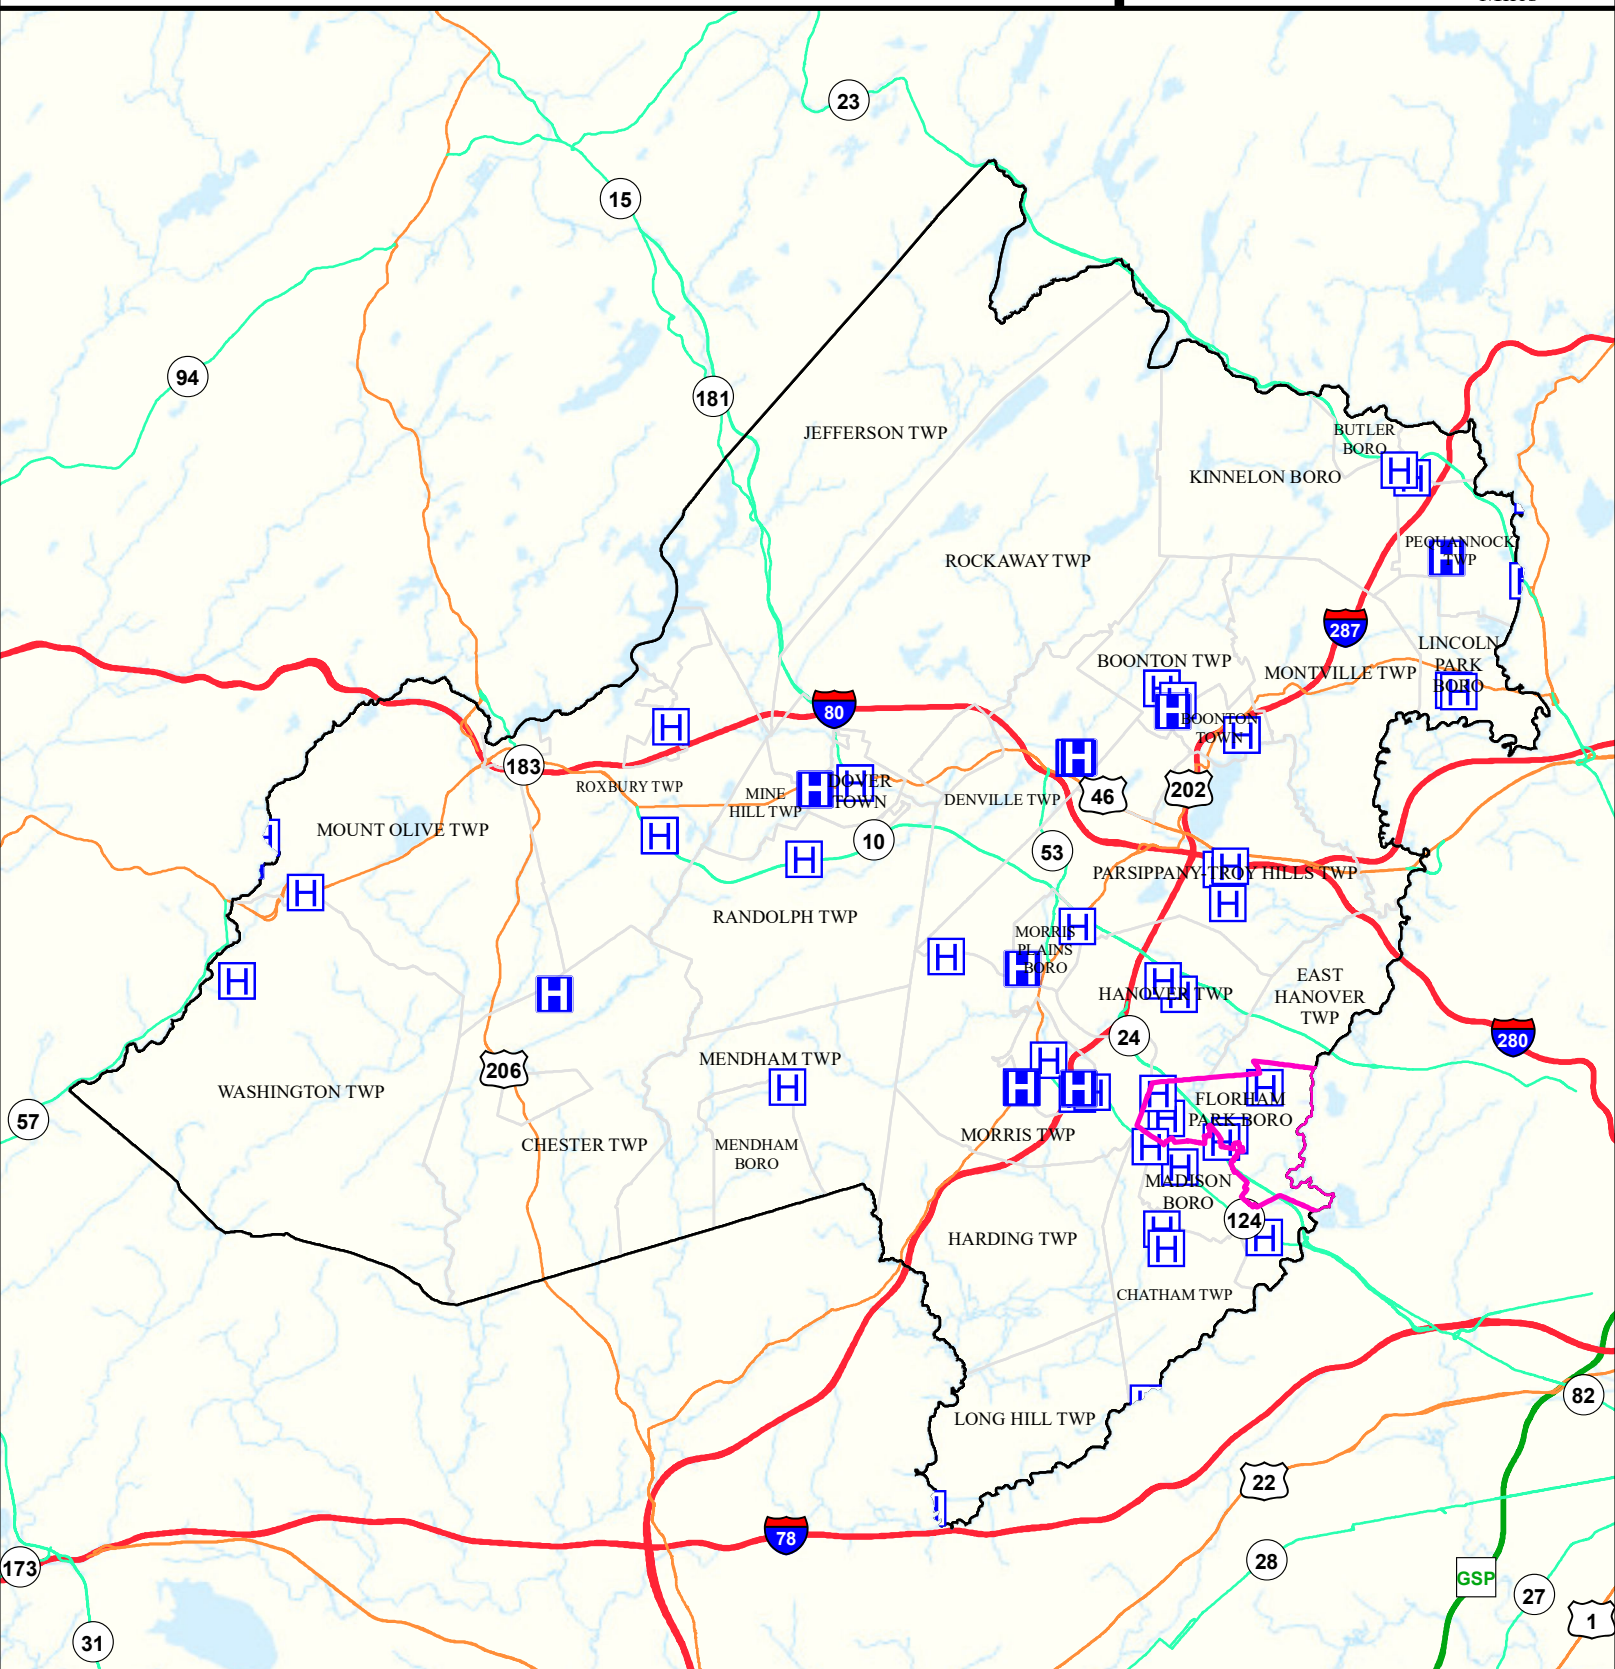 23
15
94
181
JEFFERSON TWP
BUTLER
BORO
KINNELON BORO
H
H
PEQUANNOCK
TWP
H
ROCKAWAY TWP
287
LINCOLN
PARK
BORO
H
BOONTON TWP
MONTVILLE TWP
H
H
H
BOONTON
TOWN
H
80
H
183
ROXBURY TWP
MINE
HILL TWP
H
DOVER
TOWN
H
DENVILLE TWP
H
46
202
MOUNT OLIVE TWP
H
H
10
53
H
PARSIPPANY-TROY HILLS TWP
H
H
RANDOLPH TWP
H
MORRIS
PLAINS
BORO
H
H
H
H
H
HANOVER TWP
H
H
EAST
HANOVER
TWP
24
280
206
MENDHAM TWP
H
H
H
H
H
WASHINGTON TWP
57
H
H
FLORHAM
PARK BORO
H
CHESTER TWP
MENDHAM
BORO
MORRIS TWP
H
H
H
MADISON
BORO
124
H
H
H
HARDING TWP
CHATHAM TWP
LONG HILL TWP
82
22
78
28
GSP
27
1
173
31